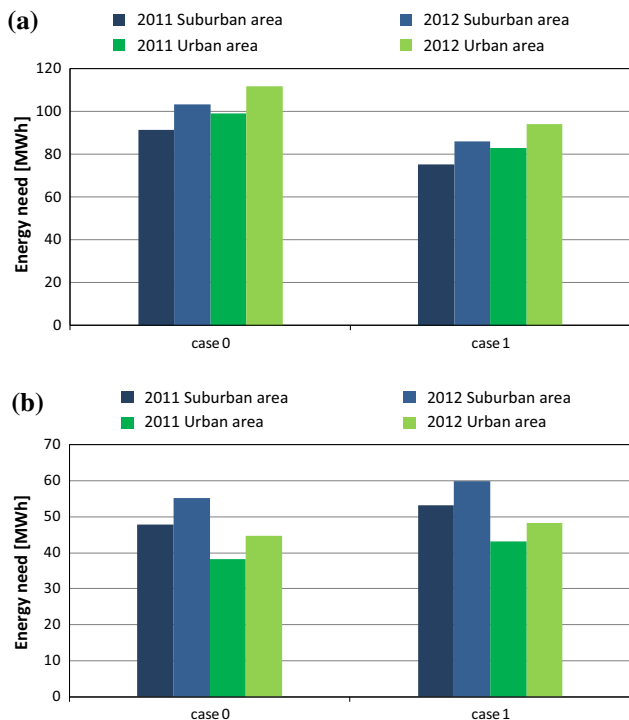 (a)
2011 Suburban area 2012 Suburban area
2011 Urban area 2012 Urban area
Energy need [MWh]
120
100
80
60
40
20
0
case 0 case 1
(b)
2011 Suburban area 2012 Suburban area
2011 Urban area 2012 Urban area
Energy need [MWh]
70
60
50
40
30
20
10
0
case 0 case 1